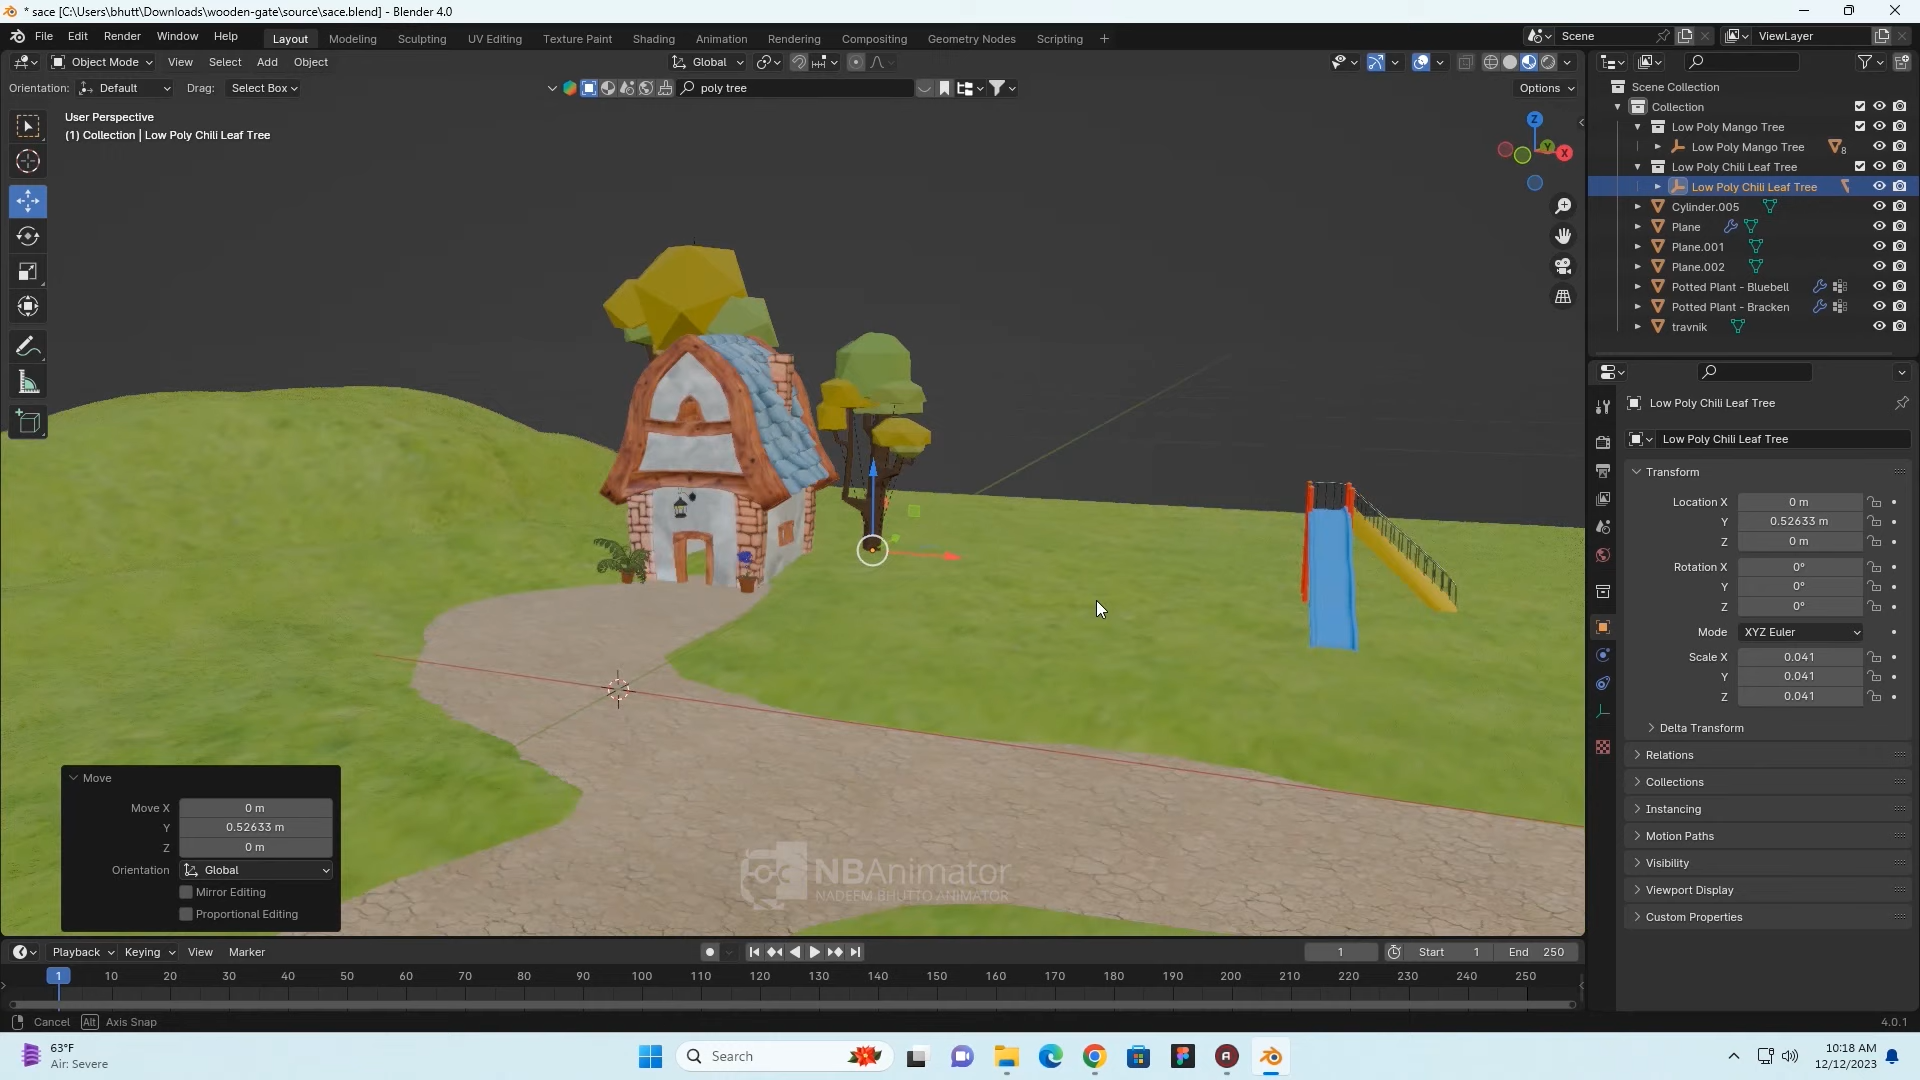 * sace [C:\Users\bhutt\Downloads\wooden-gate\source\sace.blend] - Blender 4.0
File Edit Render Window Help
Layout Modeling Sculpting UV Editing Texture Paint Shading Animation Rendering Compositing Geometry Nodes Scripting +
Scene
ViewLayer
Object Mode View Select Add Object
Global
Orientation: Default Drag: Select Box
poly tree
Options
User Perspective
(1) Collection | Low Poly Chili Leaf Tree
Z
Y
X
Scene Collection
Collection
Low Poly Mango Tree
Low Poly Mango Tree 8
Low Poly Chili Leaf Tree
Low Poly Chili Leaf Tree
Cylinder.005
Plane
Plane.001
Plane.002
Potted Plant - Bluebell
Potted Plant - Bracken
travnik
Low Poly Chili Leaf Tree
Low Poly Chili Leaf Tree
Transform
Location X 0 m
Y 0.52633 m
Z 0 m
Rotation X 0°
Y 0°
Z 0°
Mode XYZ Euler
Scale X 0.041
Y 0.041
Z 0.041
Delta Transform
Relations
Collections
Instancing
Motion Paths
Visibility
Viewport Display
Custom Properties
Move
Move X 0 m
Y 0.52633 m
Z 0 m
Orientation Global
Mirror Editing
Proportional Editing
NBAnimator
NADEEM BHUTTO ANIMATOR
Playback Keying View Marker
1 Start 1 End 250
1 10 20 30 40 50 60 70 80 90 100 110 120 130 140 150 160 170 180 190 200 210 220 230 240 250
Cancel Alt Axis Snap
4.0.1
63°F
Air: Severe
Search
10:18 AM
12/12/2023